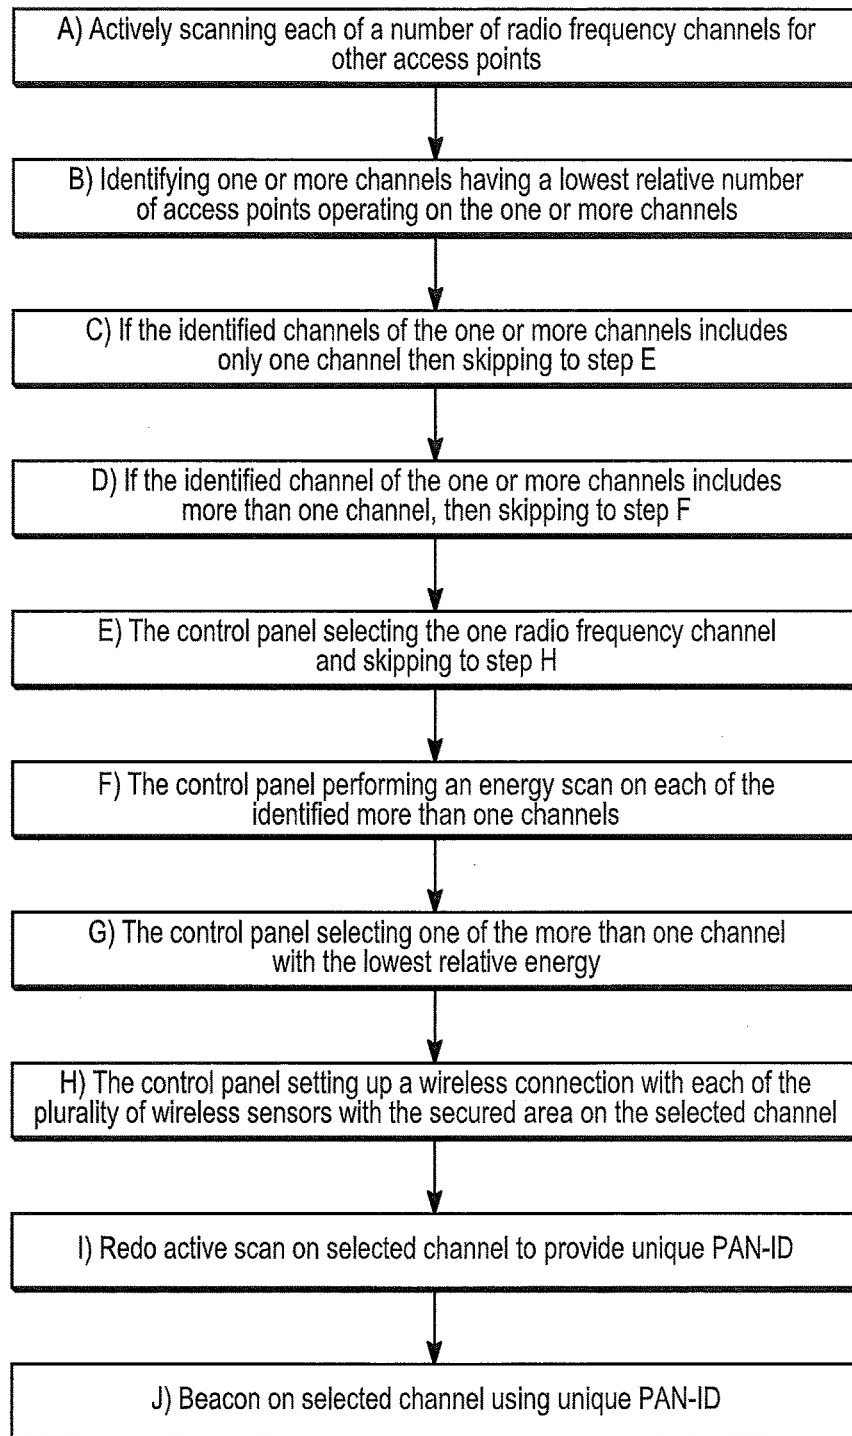 A) Actively scanning each of a number of radio frequency channels for
other access points
B) Identifying one or more channels having a lowest relative number
of access points operating on the one or more channels
C) If the identified channels of the one or more channels includes
only one channel then skipping to step E
D) If the identified channel of the one or more channels includes
more than one channel, then skipping to step F
E) The control panel selecting the one radio frequency channel
and skipping to step H
F) The control panel performing an energy scan on each of the
identified more than one channels
G) The control panel selecting one of the more than one channel
with the lowest relative energy
H) The control panel setting up a wireless connection with each of the
plurality of wireless sensors with the secured area on the selected channel
I) Redo active scan on selected channel to provide unique PAN-ID
J) Beacon on selected channel using unique PAN-ID